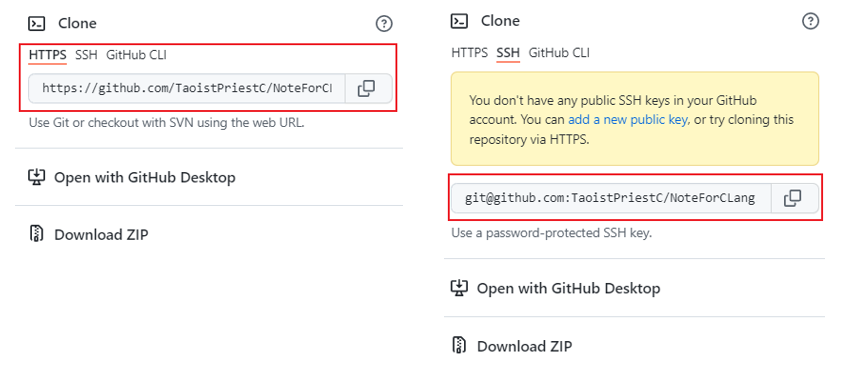 Clone
HTTPS SSH GitHub CLI
https://github.com/TaoistPriestC/NoteForCl
Use Git or checkout with SVN using the web URL.
Open with GitHub Desktop
Download ZIP
Clone
HTTPS SSH GitHub CLI
You don't have any public SSH keys in your GitHub
account. You can add a new public key, or try cloning this
repository via HTTPS.
git@github.com:TaoistPriestC/NoteForCLang
Use a password-protected SSH key.
Open with GitHub Desktop
Download ZIP